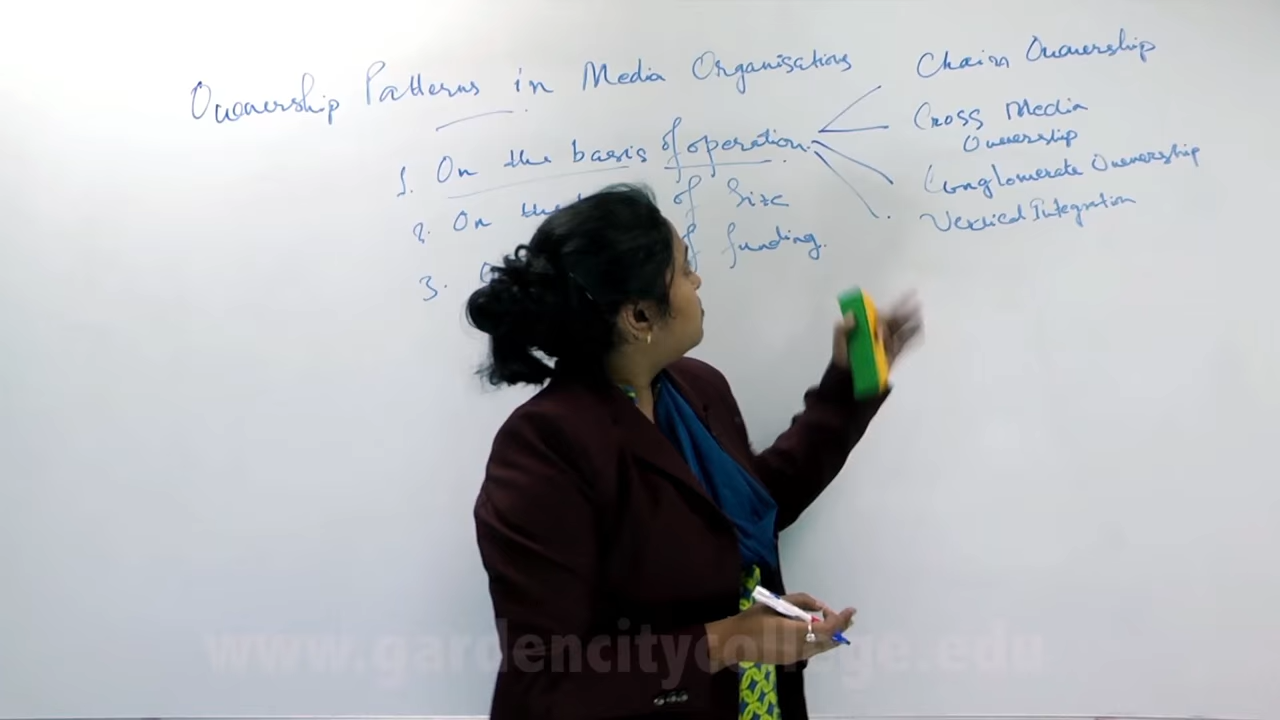 Ownership Patterns in Media Organisations
1. On the basis of operation.
2. On the of Size
3. of funding.
Chain Ownership
Cross Media
Ownership
Conglomerate Ownership
Vertical Integration
www.gardencitycollege.edu